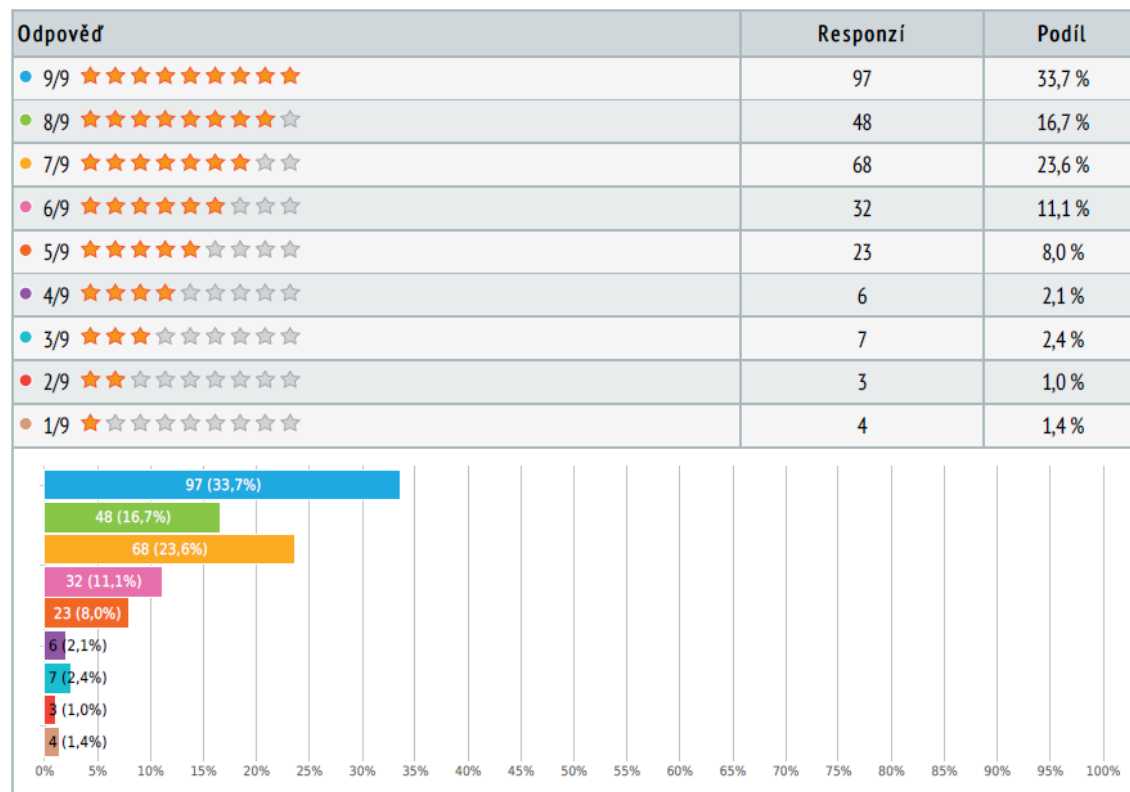 Odpověď Responzí Podíl
9/9 97 33,7 %
8/9 48 16,7 %
7/9 68 23,6 %
6/9 32 11,1 %
5/9 23 8,0 %
4/9 6 2,1 %
3/9 7 2,4 %
2/9 3 1,0 %
1/9 4 1,4 %
97 (33,7%)
48 (16,7%)
68 (23,6%)
32 (11,1%)
23 (8,0%)
6 (2,1%)
7 (2,4%)
3 (1,0%)
4 (1,4%)
0% 5% 10% 15% 20% 25% 30% 35% 40% 45% 50% 55% 60% 65% 70% 75% 80% 85% 90% 95% 100%